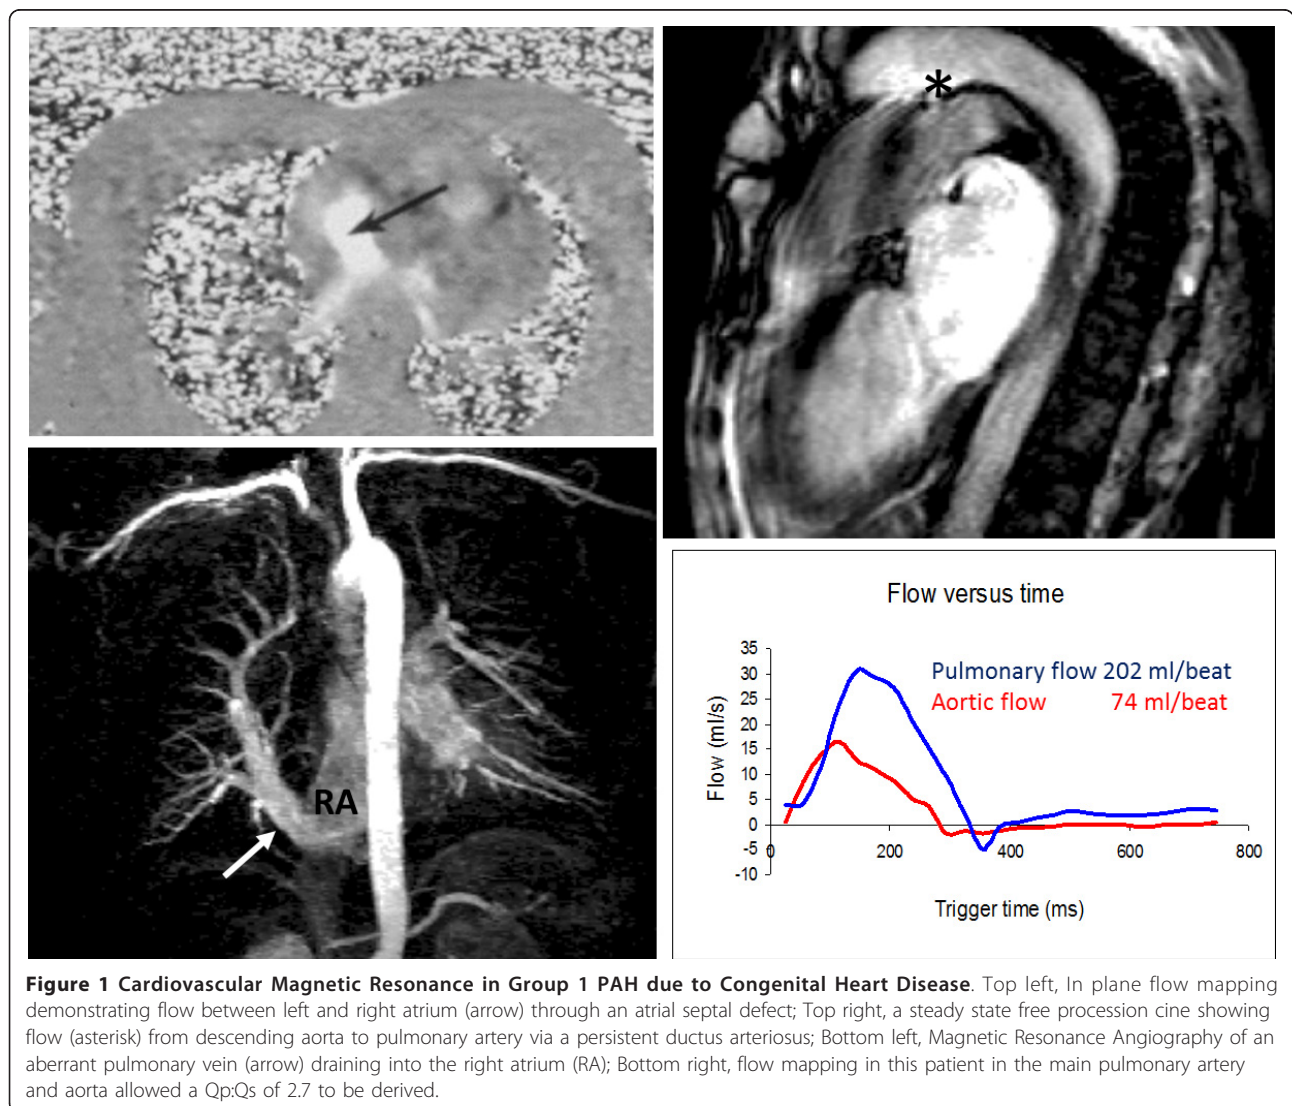 *
RA
Flow versus time
35
30
25
20
15
10
5
0
-5
-10
Flow (ml/s)
Pulmonary flow 202 ml/beat
Aortic flow 74 ml/beat
0 200 400 600 800
Trigger time (ms)
Figure 1 Cardiovascular Magnetic Resonance in Group 1 PAH due to Congenital Heart Disease. Top left, In plane flow mapping
demonstrating flow between left and right atrium (arrow) through an atrial septal defect; Top right, a steady state free procession cine showing
flow (asterisk) from descending aorta to pulmonary artery via a persistent ductus arteriosus; Bottom left, Magnetic Resonance Angiography of an
aberrant pulmonary vein (arrow) draining into the right atrium (RA); Bottom right, flow mapping in this patient in the main pulmonary artery
and aorta allowed a Qp:Qs of 2.7 to be derived.